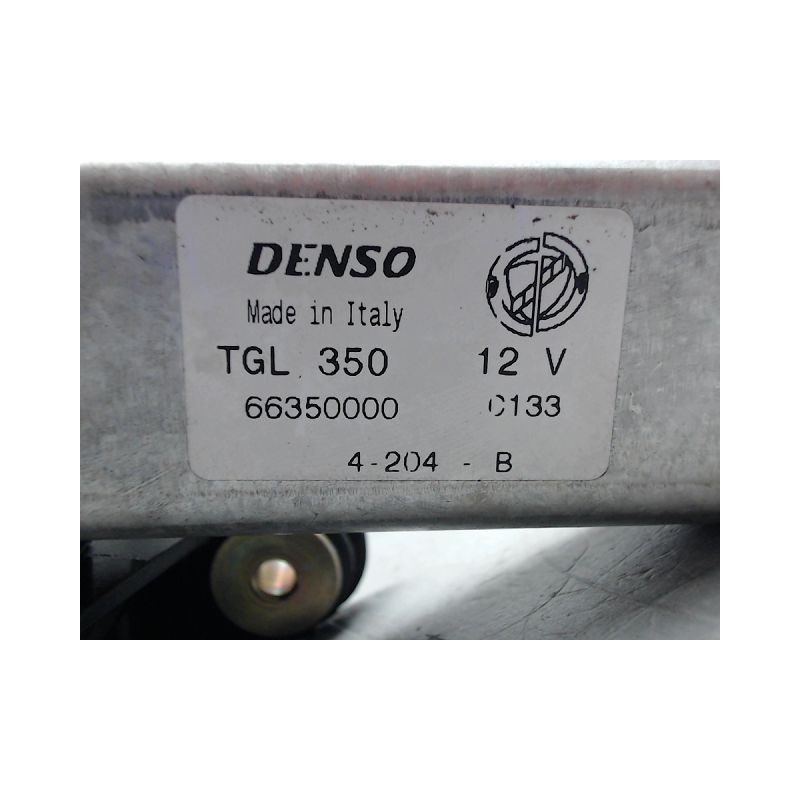 DENSO
Made in Italy
TGL 350 12 V
66350000 C133
4-204 - B